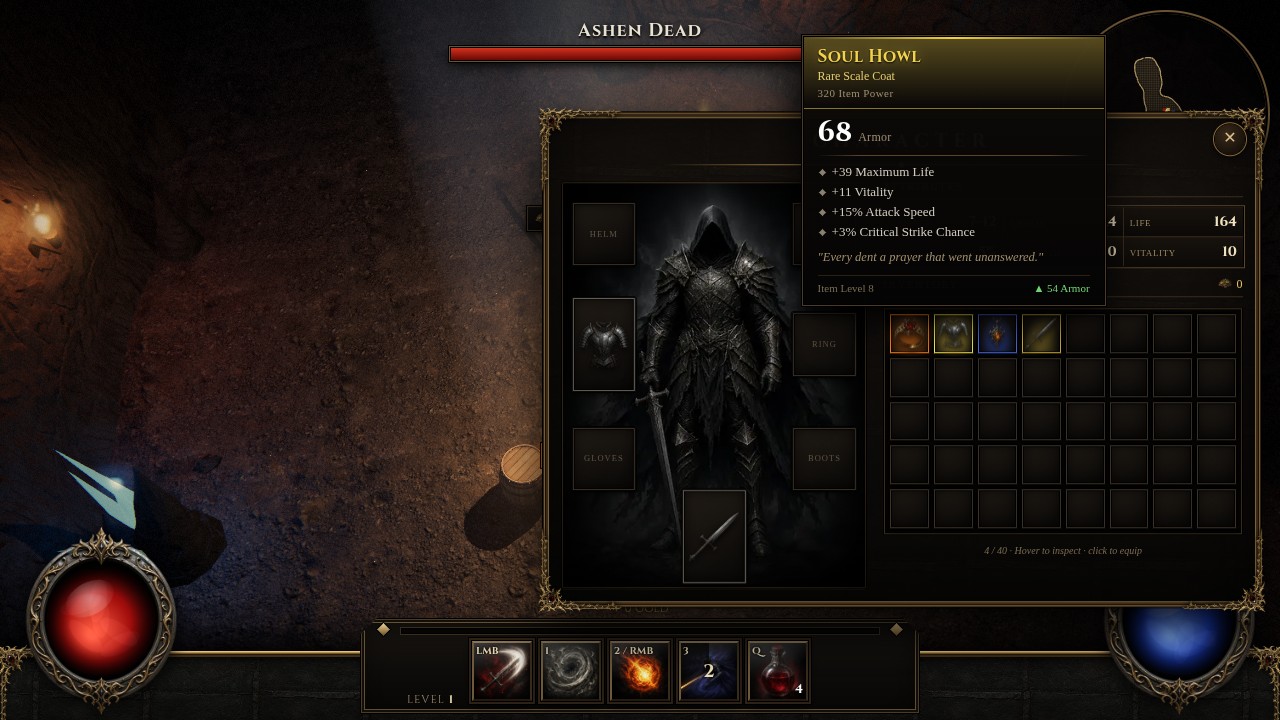 ASHEN DEAD
SOUL HOWL
Rare Scale Coat
320 Item Power
68 Armor
+39 Maximum Life
+11 Vitality
+15% Attack Speed
+3% Critical Strike Chance
"Every dent a prayer that went unanswered."
Item Level 8 ▲ 54 Armor
✕
4 LIFE 164
0 VITALITY 10
0
HELM
RING
GLOVES
BOOTS
4 / 40 · Hover to inspect · click to equip
LMB 1 2 / RMB 3 Q
2
4
LEVEL 1